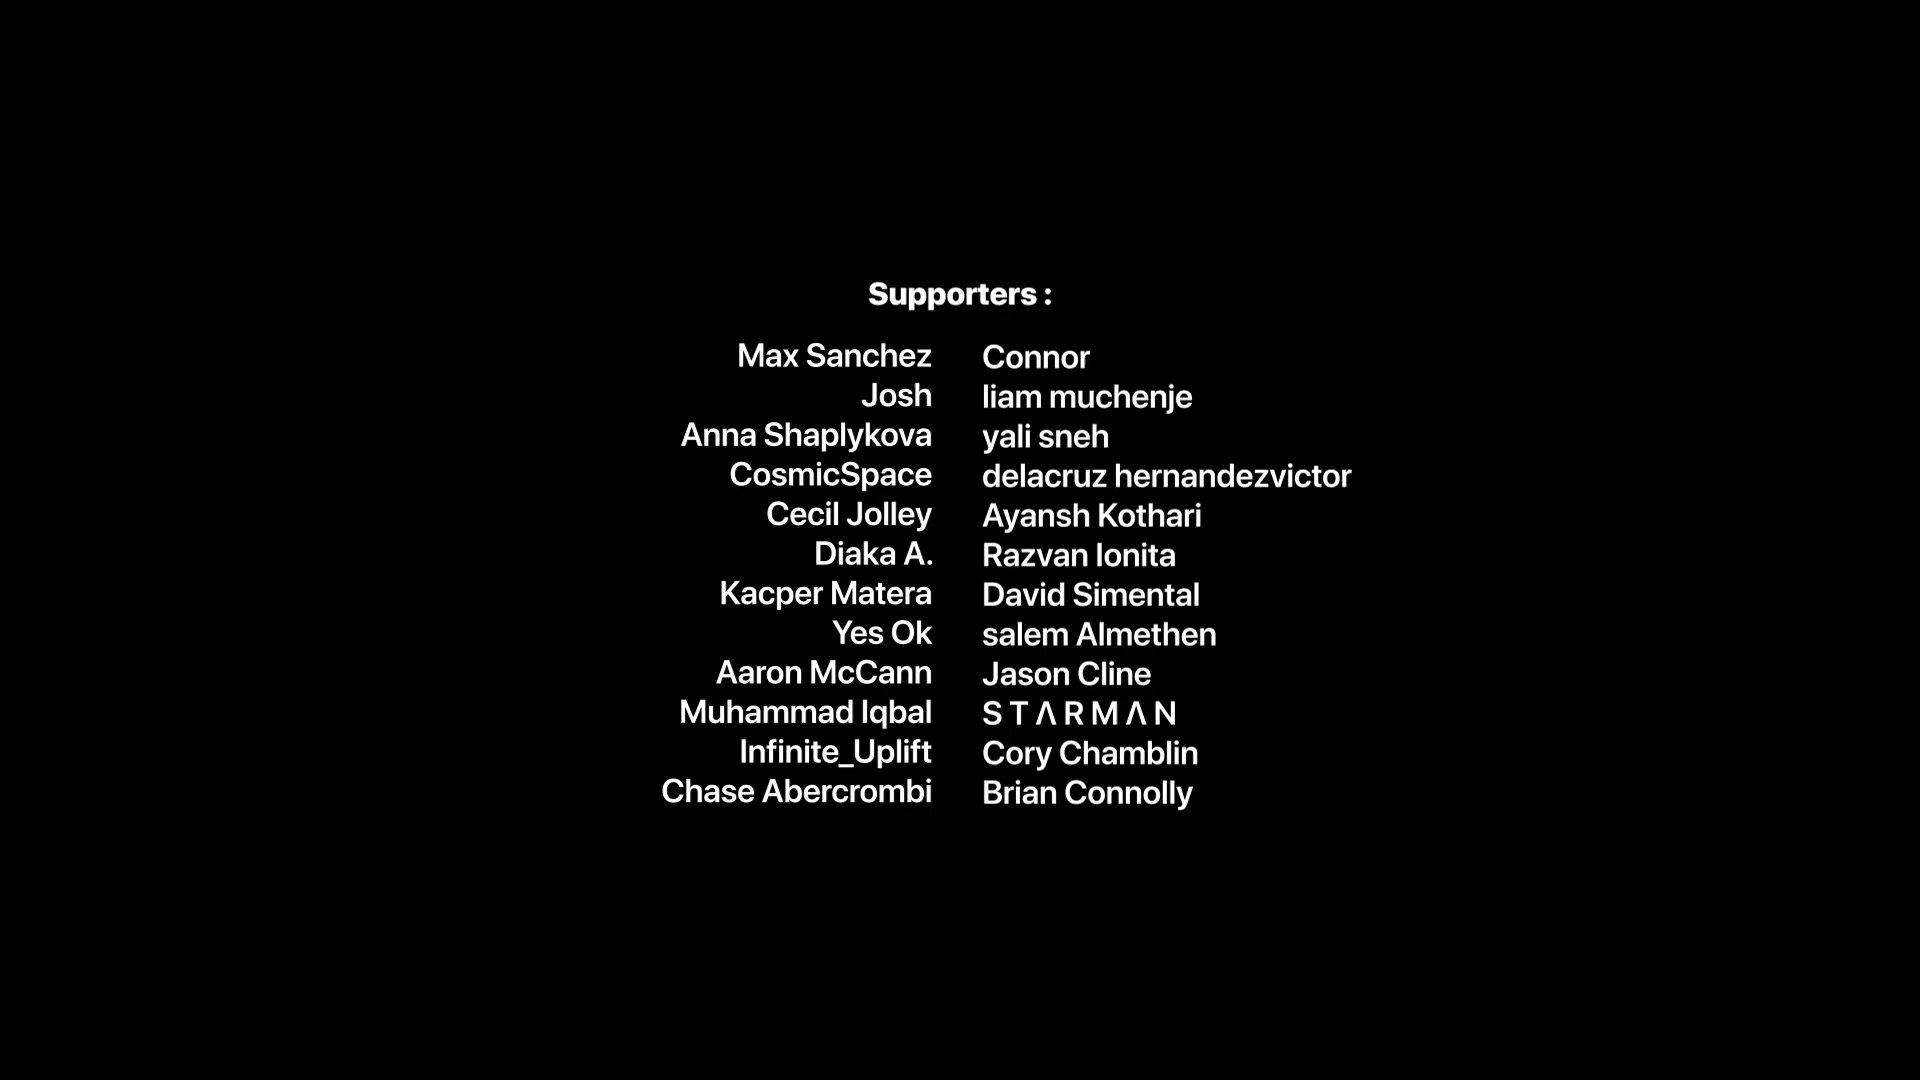 Supporters :
Max Sanchez
Josh
Anna Shaplykova
CosmicSpace
Cecil Jolley
Diaka A.
Kacper Matera
Yes Ok
Aaron McCann
Muhammad Iqbal
Infinite_Uplift
Chase Abercrombi
Connor
liam muchenje
yali sneh
delacruz hernandezvictor
Ayansh Kothari
Razvan Ionita
David Simental
salem Almethen
Jason Cline
S T Λ R M Λ N
Cory Chamblin
Brian Connolly